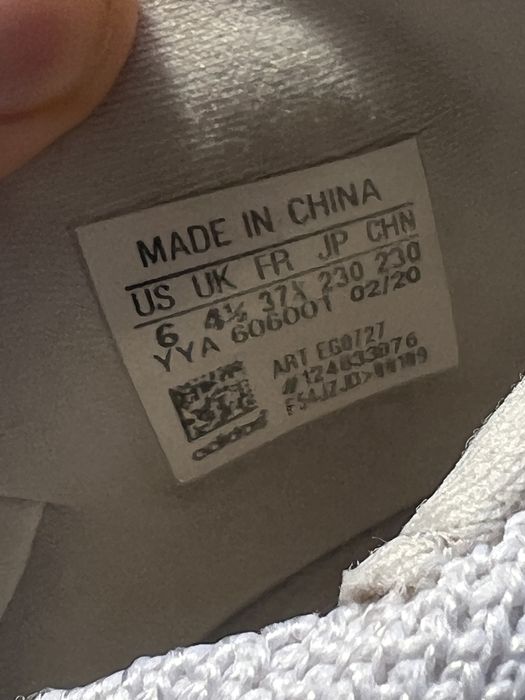 MADE IN CHINA
US UK FR JP CHN
6 4½ 37⅓ 230 230
YYA 606001 02/20
ART EG0727
#124833076
adidas